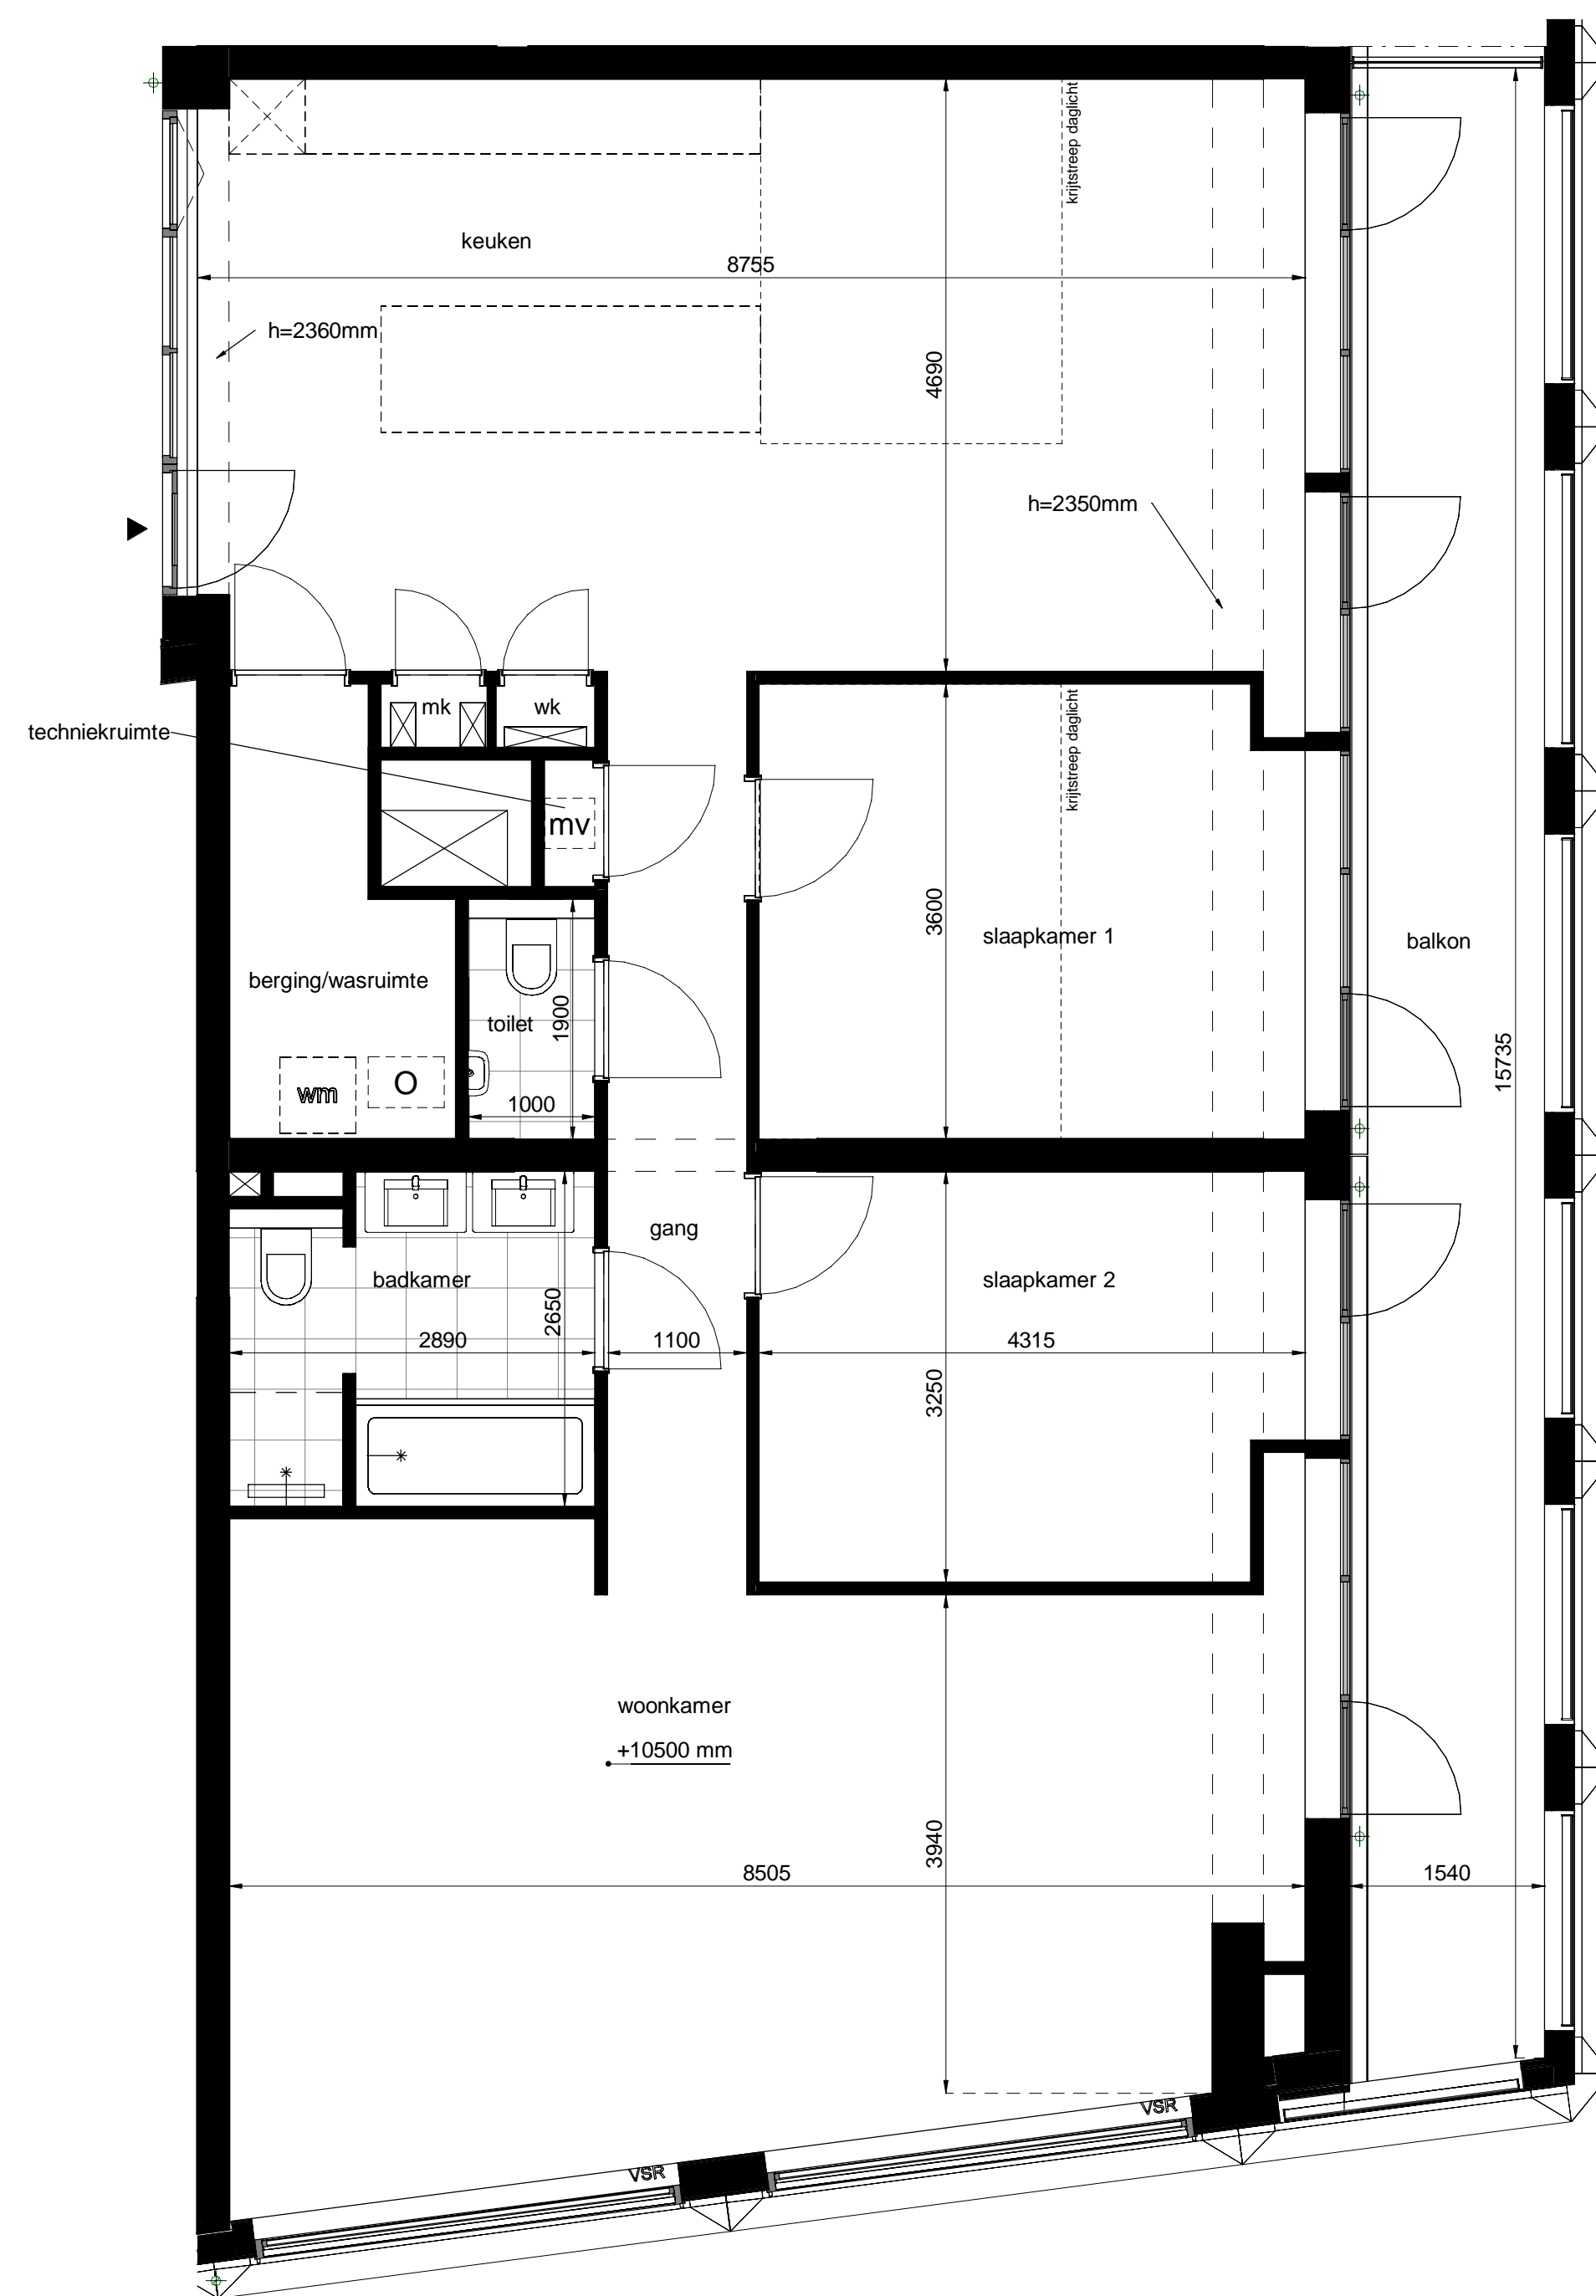 krijtstreep daglicht
keuken
8755
h=2360mm
4690
h=2350mm
mk
wk
techniekruimte
krijtstreep daglicht
mv
3600
slaapkamer 1
balkon
berging/wasruimte
toilet
1900
15735
wm
O
1000
gang
badkamer
slaapkamer 2
2650
2890
1100
4315
3250
woonkamer
+10500 mm
3940
8505
1540
VSR
VSR